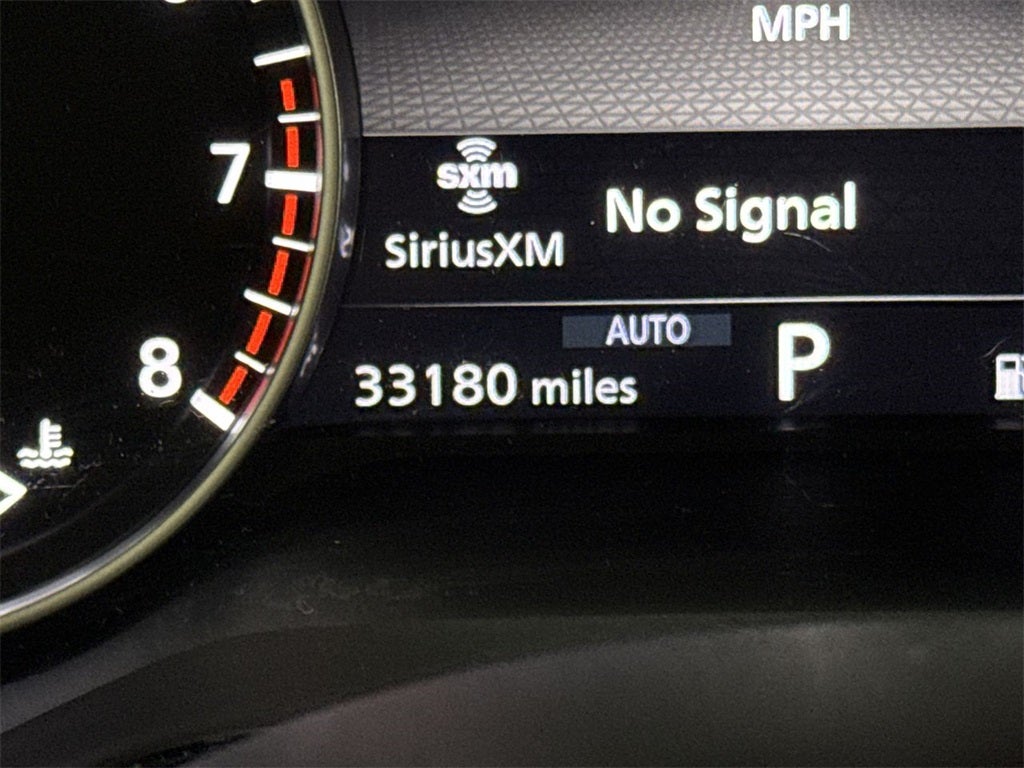 MPH
7
sxm
SiriusXM
No Signal
AUTO
P
8
33180 miles